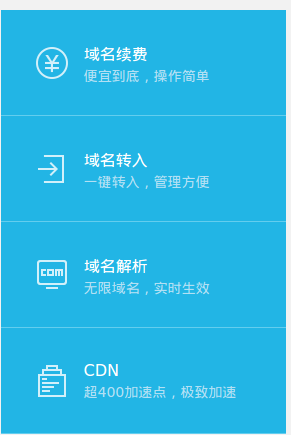 域名续费
便宜到底，操作简单
域名转入
一键转入，管理方便
COM
域名解析
无限域名，实时生效
CDN
超400加速点，极致加速